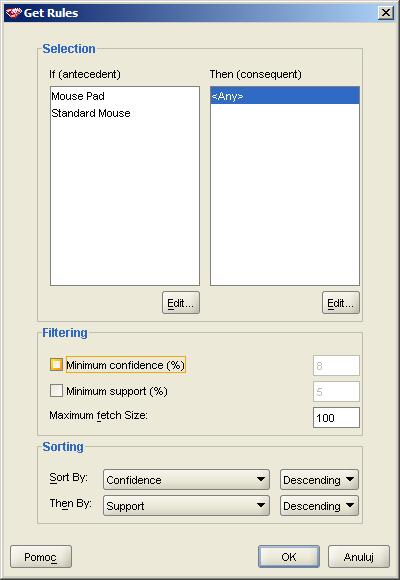 Get Rules
Selection
If (antecedent) Then (consequent)
Mouse Pad <Any>
Standard Mouse
Edit... Edit...
Filtering
Minimum confidence (%) 8
Minimum support (%) 5
Maximum fetch Size: 100
Sorting
Sort By: Confidence Descending
Then By: Support Descending
Pomoc OK Anuluj